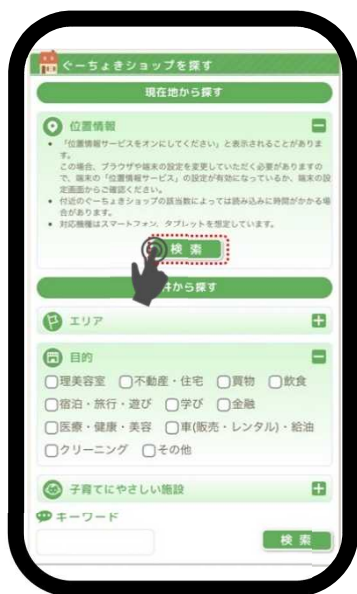 ぐーちょきショップを探す
現在地から探す
位置情報
• 「位置情報サービスをオンにしてください」と表示されることがありま
す。
この場合、ブラウザや端末の設定を変更していただく必要がありますの
で、端末の「位置情報サービス」の設定が有効になっているか、端末の設
定画面からご確認ください。
• 付近のぐーちょきショップの該当数によっては読み込みに時間がかかる場
合があります。
• 対応機種はスマートフォン、タブレットを想定しています。
検 索
件から探す
エリア
目的
理美容室 不動産・住宅 買物 飲食
宿泊・旅行・遊び 学び 金融
医療・健康・美容 車(販売・レンタル)・給油
クリーニング その他
子育てにやさしい施設
キーワード
検 索